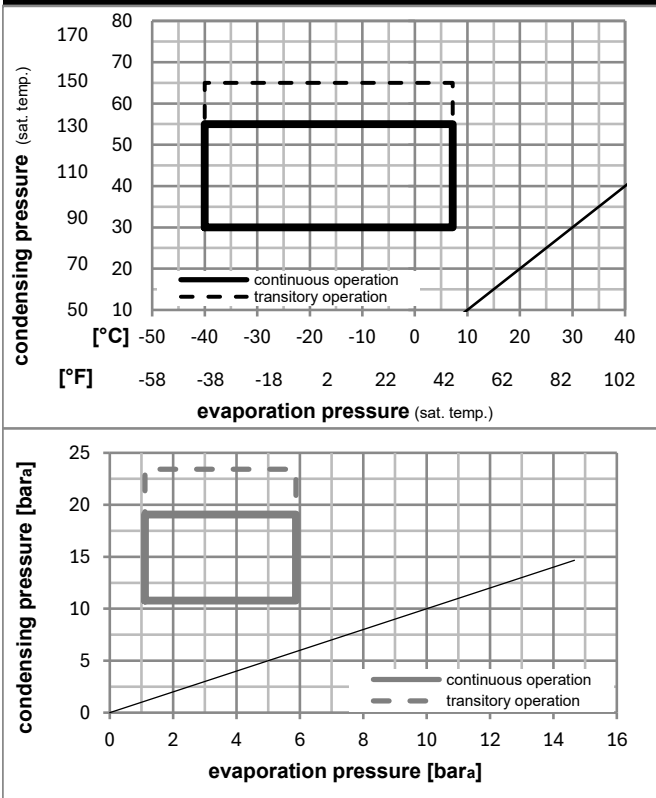 170 80
70
150
60
130
50
110
40
90
30
70
20
50 10
condensing pressure (sat. temp.)
continuous operation
transitory operation
[°C] -50 -40 -30 -20 -10 0 10 20 30 40
[°F] -58 -38 -18 2 22 42 62 82 102
evaporation pressure (sat. temp.)
25
20
15
10
5
0
condensing pressure [bara]
continuous operation
transitory operation
0 2 4 6 8 10 12 14 16
evaporation pressure [bara]